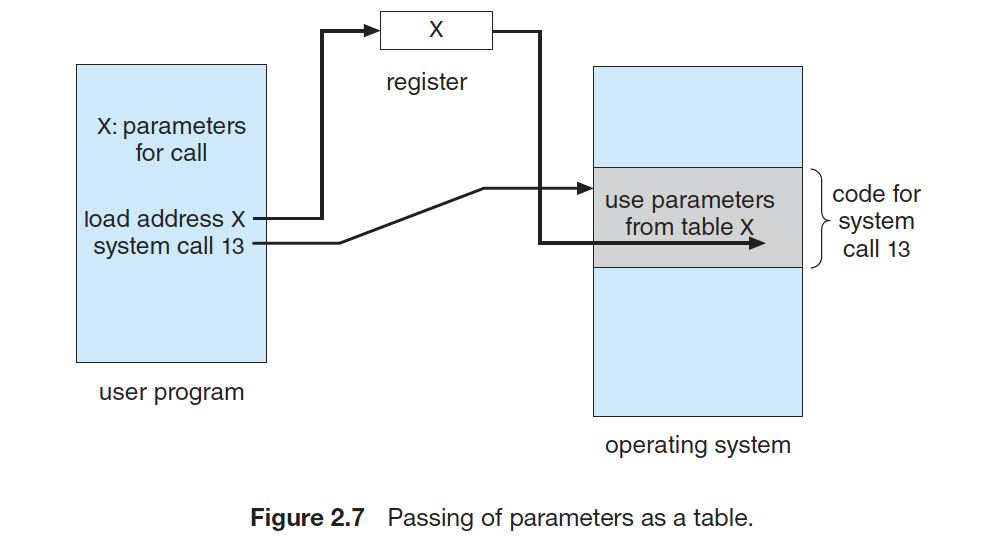 X
register
X: parameters
for call
load address X
system call 13
user program
use parameters
from table X
code for
system
call 13
operating system
Figure 2.7 Passing of parameters as a table.